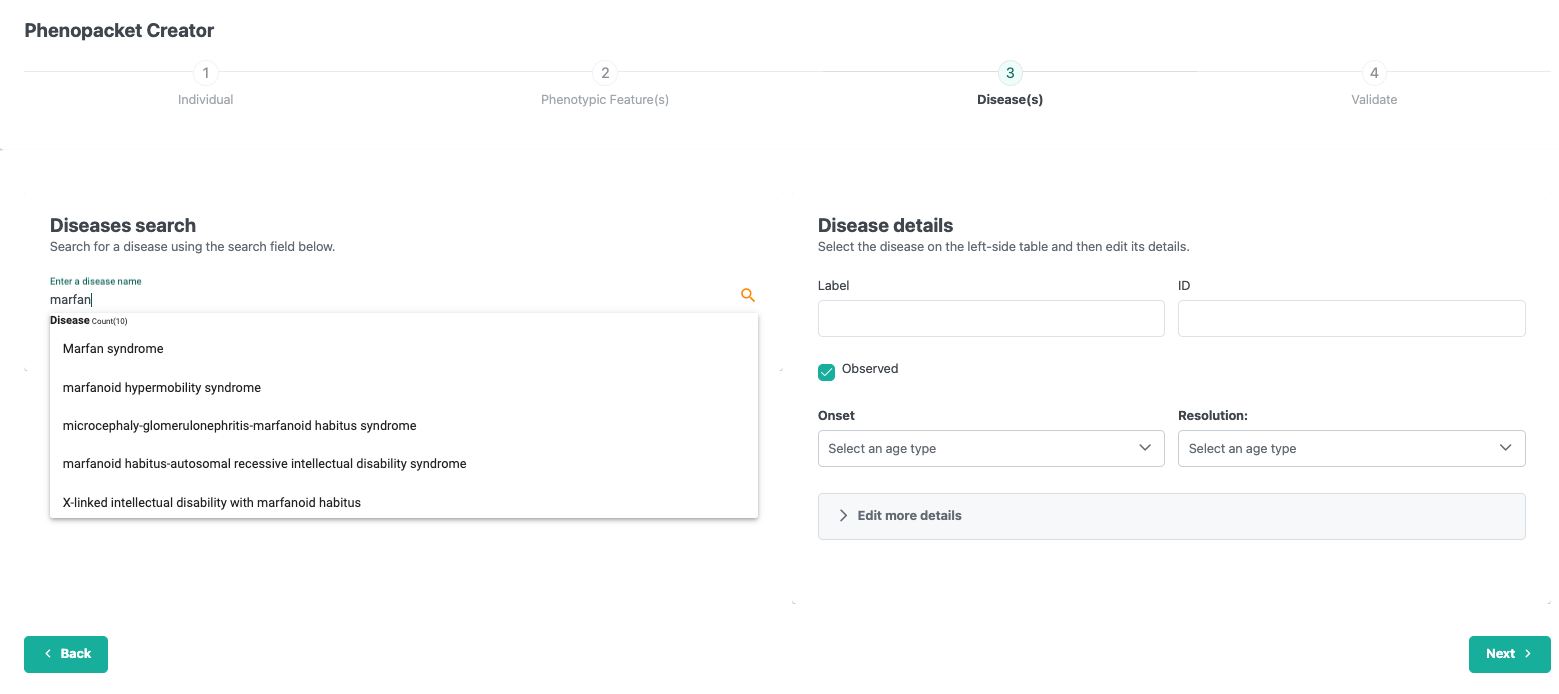 Phenopacket Creator
1
2
3
4
Individual
Phenotypic Feature(s)
Disease(s)
Validate
Diseases search
Search for a disease using the search field below.
Enter a disease name
marfan
Disease Count(10)
Marfan syndrome
marfanoid hypermobility syndrome
microcephaly-glomerulonephritis-marfanoid habitus syndrome
marfanoid habitus-autosomal recessive intellectual disability syndrome
X-linked intellectual disability with marfanoid habitus
Disease details
Select the disease on the left-side table and then edit its details.
Label
ID
Observed
Onset
Resolution:
Select an age type
Select an age type
Edit more details
Back
Next